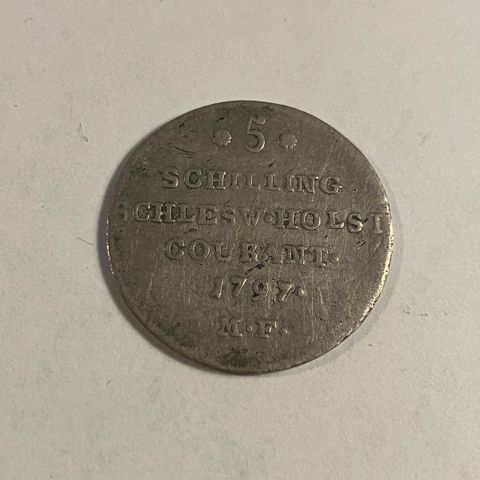 • 5 •
SCHILLING
SCHLESW·HOLST
COURANT·
1797·
M·F·